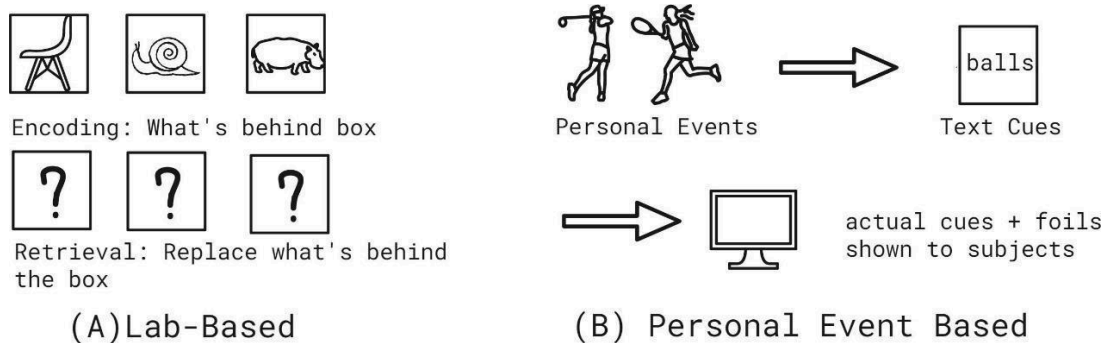 Encoding: What's behind box
? ? ?
Retrieval: Replace what's behind
the box
(A)Lab-Based
Personal Events
balls
Text Cues
actual cues + foils
shown to subjects
(B) Personal Event Based